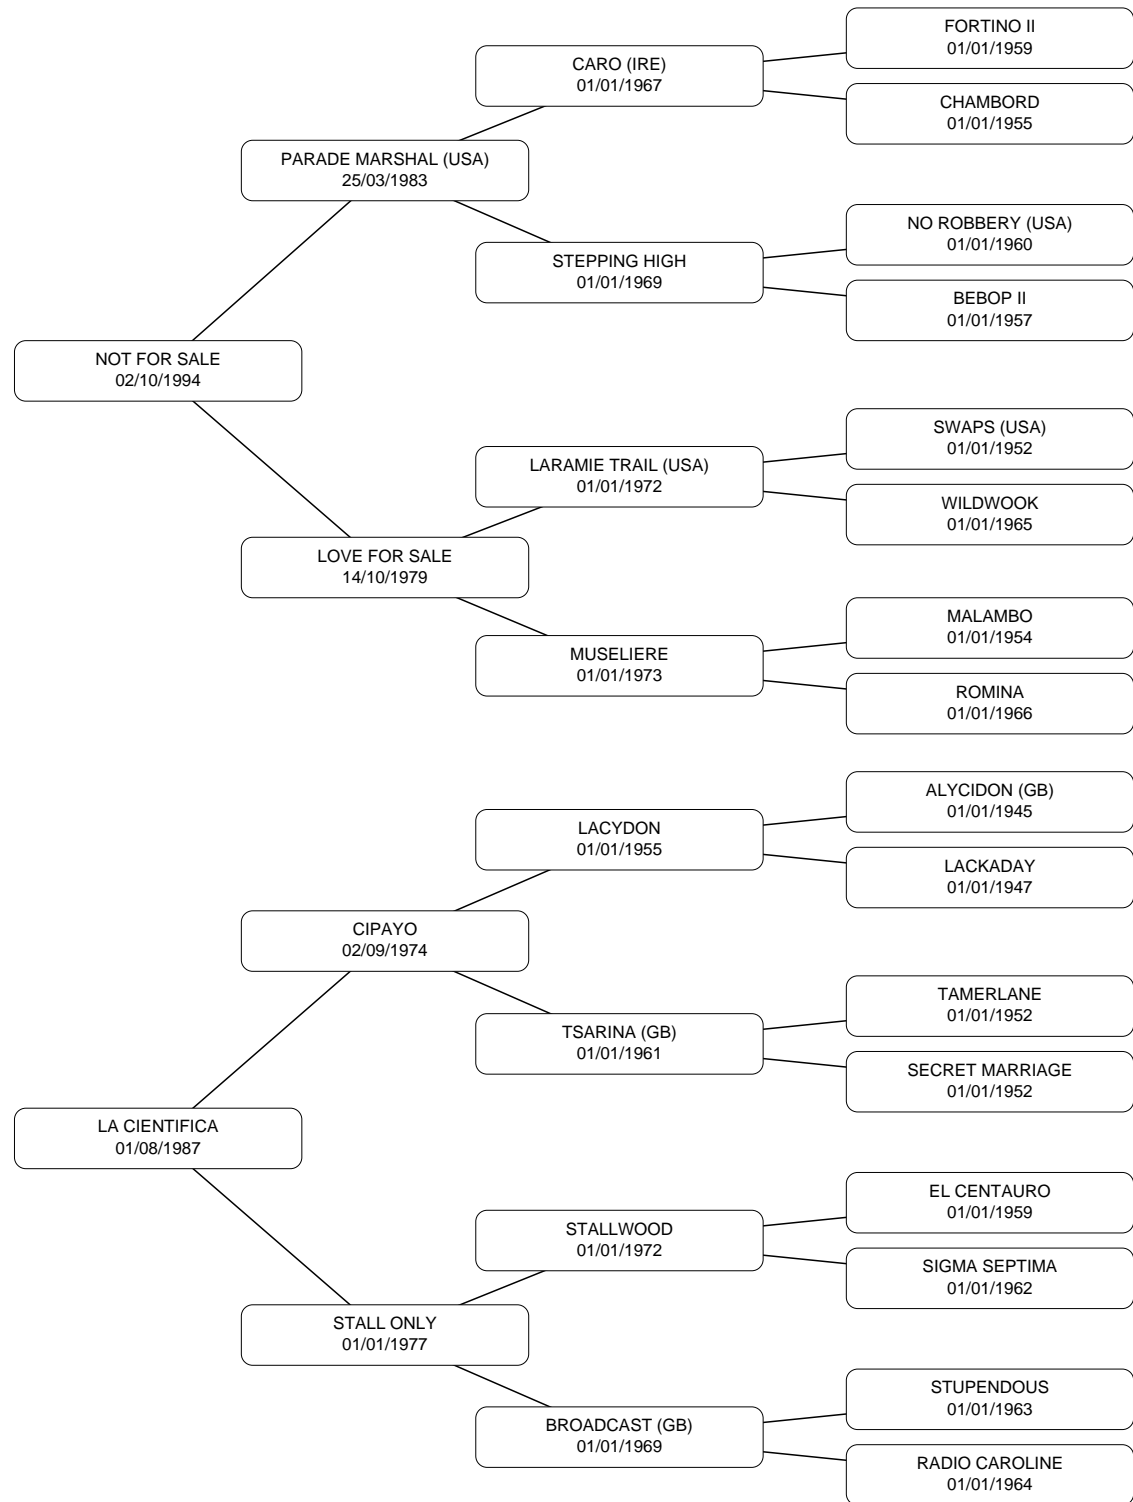 FORTINO II
01/01/1959
CARO (IRE)
01/01/1967
CHAMBORD
01/01/1955
PARADE MARSHAL (USA)
25/03/1983
NO ROBBERY (USA)
01/01/1960
STEPPING HIGH
01/01/1969
BEBOP II
01/01/1957
NOT FOR SALE
02/10/1994
SWAPS (USA)
01/01/1952
LARAMIE TRAIL (USA)
01/01/1972
WILDWOOK
01/01/1965
LOVE FOR SALE
14/10/1979
MALAMBO
01/01/1954
MUSELIERE
01/01/1973
ROMINA
01/01/1966
ALYCIDON (GB)
01/01/1945
LACYDON
01/01/1955
LACKADAY
01/01/1947
CIPAYO
02/09/1974
TAMERLANE
01/01/1952
TSARINA (GB)
01/01/1961
SECRET MARRIAGE
01/01/1952
LA CIENTIFICA
01/08/1987
EL CENTAURO
01/01/1959
STALLWOOD
01/01/1972
SIGMA SEPTIMA
01/01/1962
STALL ONLY
01/01/1977
STUPENDOUS
01/01/1963
BROADCAST (GB)
01/01/1969
RADIO CAROLINE
01/01/1964